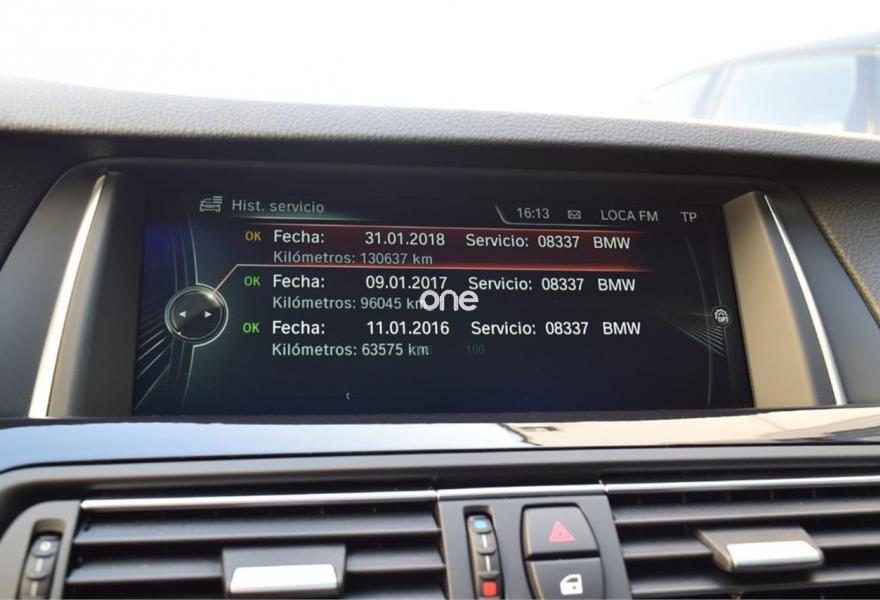 Hist. servicio
16:13 LOCA FM TP
OK Fecha: 31.01.2018 Servicio: 08337 BMW
Kilómetros: 130637 km
OK Fecha: 09.01.2017 Servicio: 08337 BMW
Kilómetros: 96045 km
one
OK Fecha: 11.01.2016 Servicio: 08337 BMW
Kilómetros: 63575 km
100
OPT